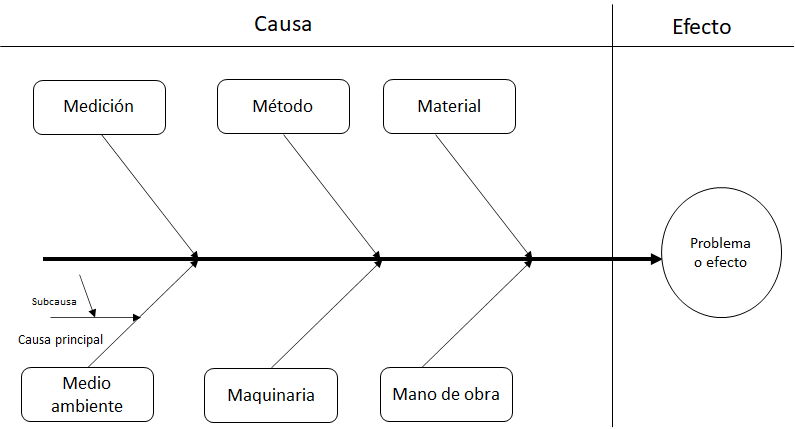 Causa
Efecto
Medición
Método
Material
Problema
o efecto
Subcausa
Causa principal
Medio
ambiente
Maquinaria
Mano de obra